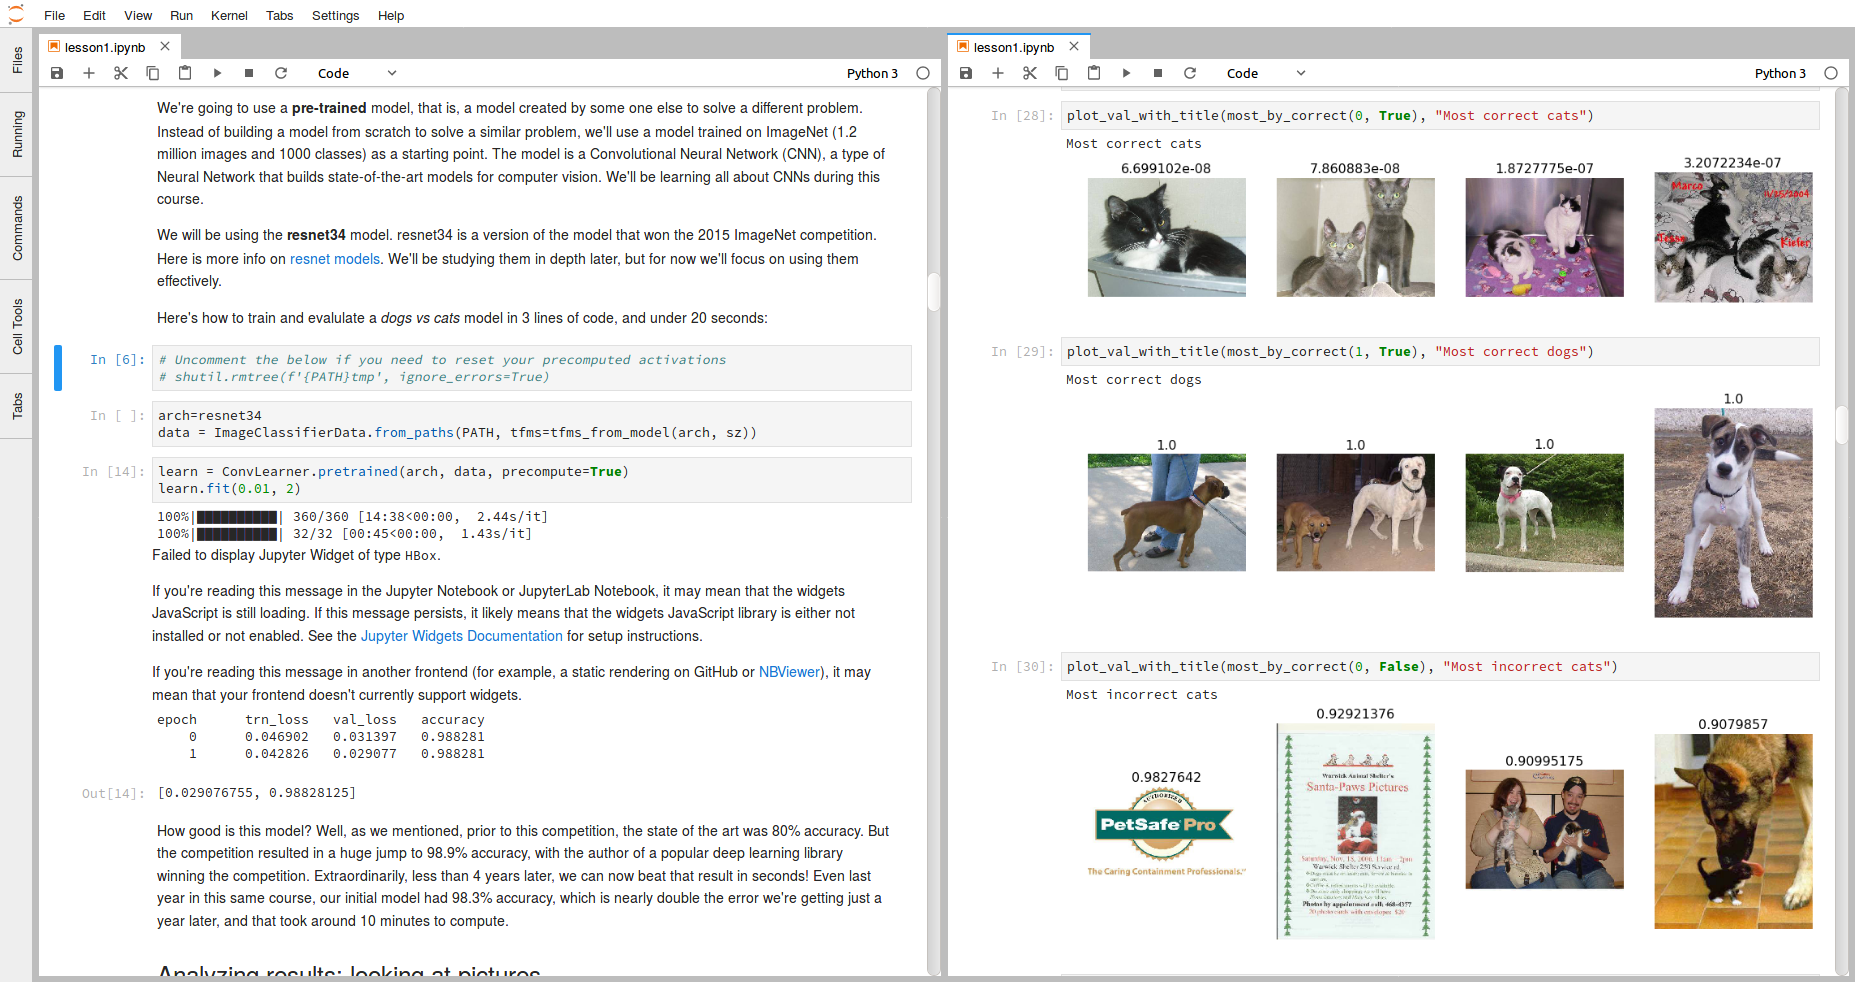 File Edit View Run Kernel Tabs Settings Help
Files
Running
Commands
Cell Tools
Tabs
lesson1.ipynb
Code
Python 3
We're going to use a pre-trained model, that is, a model created by some one else to solve a different problem.
Instead of building a model from scratch to solve a similar problem, we'll use a model trained on ImageNet (1.2
million images and 1000 classes) as a starting point. The model is a Convolutional Neural Network (CNN), a type of
Neural Network that builds state-of-the-art models for computer vision. We'll be learning all about CNNs during this
course.
We will be using the resnet34 model. resnet34 is a version of the model that won the 2015 ImageNet competition.
Here is more info on resnet models. We'll be studying them in depth later, but for now we'll focus on using them
effectively.
Here's how to train and evalulate a dogs vs cats model in 3 lines of code, and under 20 seconds:
In [6]: # Uncomment the below if you need to reset your precomputed activations
# shutil.rmtree(f'{PATH}tmp', ignore_errors=True)
In [ ]: arch=resnet34
data = ImageClassifierData.from_paths(PATH, tfms=tfms_from_model(arch, sz))
In [14]: learn = ConvLearner.pretrained(arch, data, precompute=True)
learn.fit(0.01, 2)
100%|██████████| 360/360 [14:38<00:00,  2.44s/it]
100%|██████████| 32/32 [00:45<00:00,  1.43s/it]
Failed to display Jupyter Widget of type HBox.
If you're reading this message in the Jupyter Notebook or JupyterLab Notebook, it may mean that the widgets
JavaScript is still loading. If this message persists, it likely means that the widgets JavaScript library is either not
installed or not enabled. See the Jupyter Widgets Documentation for setup instructions.
If you're reading this message in another frontend (for example, a static rendering on GitHub or NBViewer), it may
mean that your frontend doesn't currently support widgets.
epoch trn_loss val_loss accuracy
0 0.046902 0.031397 0.988281
1 0.042826 0.029077 0.988281
Out[14]: [0.029076755, 0.98828125]
How good is this model? Well, as we mentioned, prior to this competition, the state of the art was 80% accuracy. But
the competition resulted in a huge jump to 98.9% accuracy, with the author of a popular deep learning library
winning the competition. Extraordinarily, less than 4 years later, we can now beat that result in seconds! Even last
year in this same course, our initial model had 98.3% accuracy, which is nearly double the error we're getting just a
year later, and that took around 10 minutes to compute.
Analyzing results: looking at pictures
lesson1.ipynb
Code
Python 3
In [28]: plot_val_with_title(most_by_correct(0, True), "Most correct cats")
Most correct cats
6.699102e-08 7.860883e-08 1.8727775e-07 3.2072234e-07
Marco
Kiefer
In [29]: plot_val_with_title(most_by_correct(1, True), "Most correct dogs")
Most correct dogs
1.0 1.0 1.0 1.0
In [30]: plot_val_with_title(most_by_correct(0, False), "Most incorrect cats")
Most incorrect cats
0.9827642 0.92921376 0.90995175 0.9079857
AUTHORIZED
PetSafe Pro
The Caring Containment Professionals.
Warwick Animal Shelter's
Santa-Paws Pictures
Saturday, Nov. 18, 2000, 11am - 2pm
Photos by appointment call: 468-4377